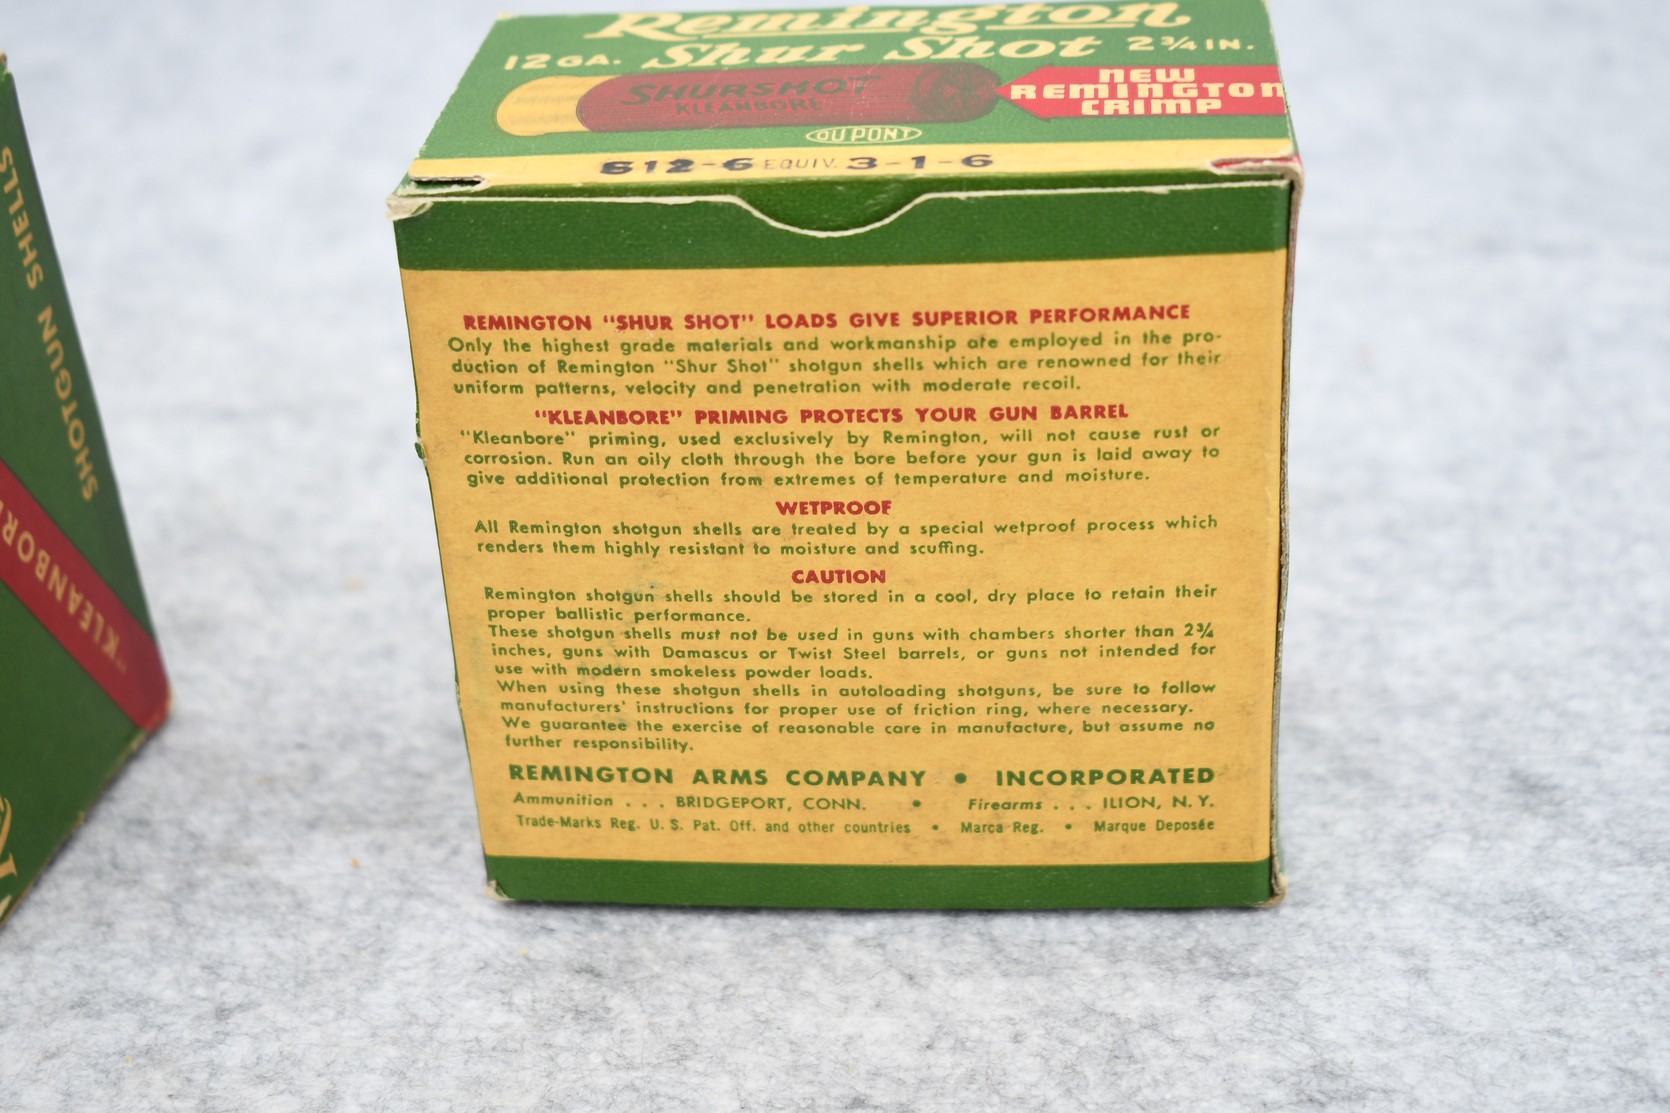 Remington
12 GA. Shur Shot 2¾ IN.
SHURSHOT
KLEANBORE
NEW
REMINGTON
CRIMP
DU PONT
S12-6 EQUIV. 3-1-6
REMINGTON "SHUR SHOT" LOADS GIVE SUPERIOR PERFORMANCE
Only the highest grade materials and workmanship are employed in the pro-
duction of Remington "Shur Shot" shotgun shells which are renowned for their
uniform patterns, velocity and penetration with moderate recoil.
"KLEANBORE" PRIMING PROTECTS YOUR GUN BARREL
"Kleanbore" priming, used exclusively by Remington, will not cause rust or
corrosion. Run an oily cloth through the bore before your gun is laid away to
give additional protection from extremes of temperature and moisture.
WETPROOF
All Remington shotgun shells are treated by a special wetproof process which
renders them highly resistant to moisture and scuffing.
CAUTION
Remington shotgun shells should be stored in a cool, dry place to retain their
proper ballistic performance.
These shotgun shells must not be used in guns with chambers shorter than 2¾
inches, guns with Damascus or Twist Steel barrels, or guns not intended for
use with modern smokeless powder loads.
When using these shotgun shells in autoloading shotguns, be sure to follow
manufacturers' instructions for proper use of friction ring, where necessary.
We guarantee the exercise of reasonable care in manufacture, but assume no
further responsibility.
REMINGTON ARMS COMPANY • INCORPORATED
Ammunition . . . BRIDGEPORT, CONN. • Firearms . . . ILION, N. Y.
Trade-Marks Reg. U. S. Pat. Off. and other countries • Marca Reg. • Marque Deposée
SHOTGUN SHELLS
"KLEANBORE